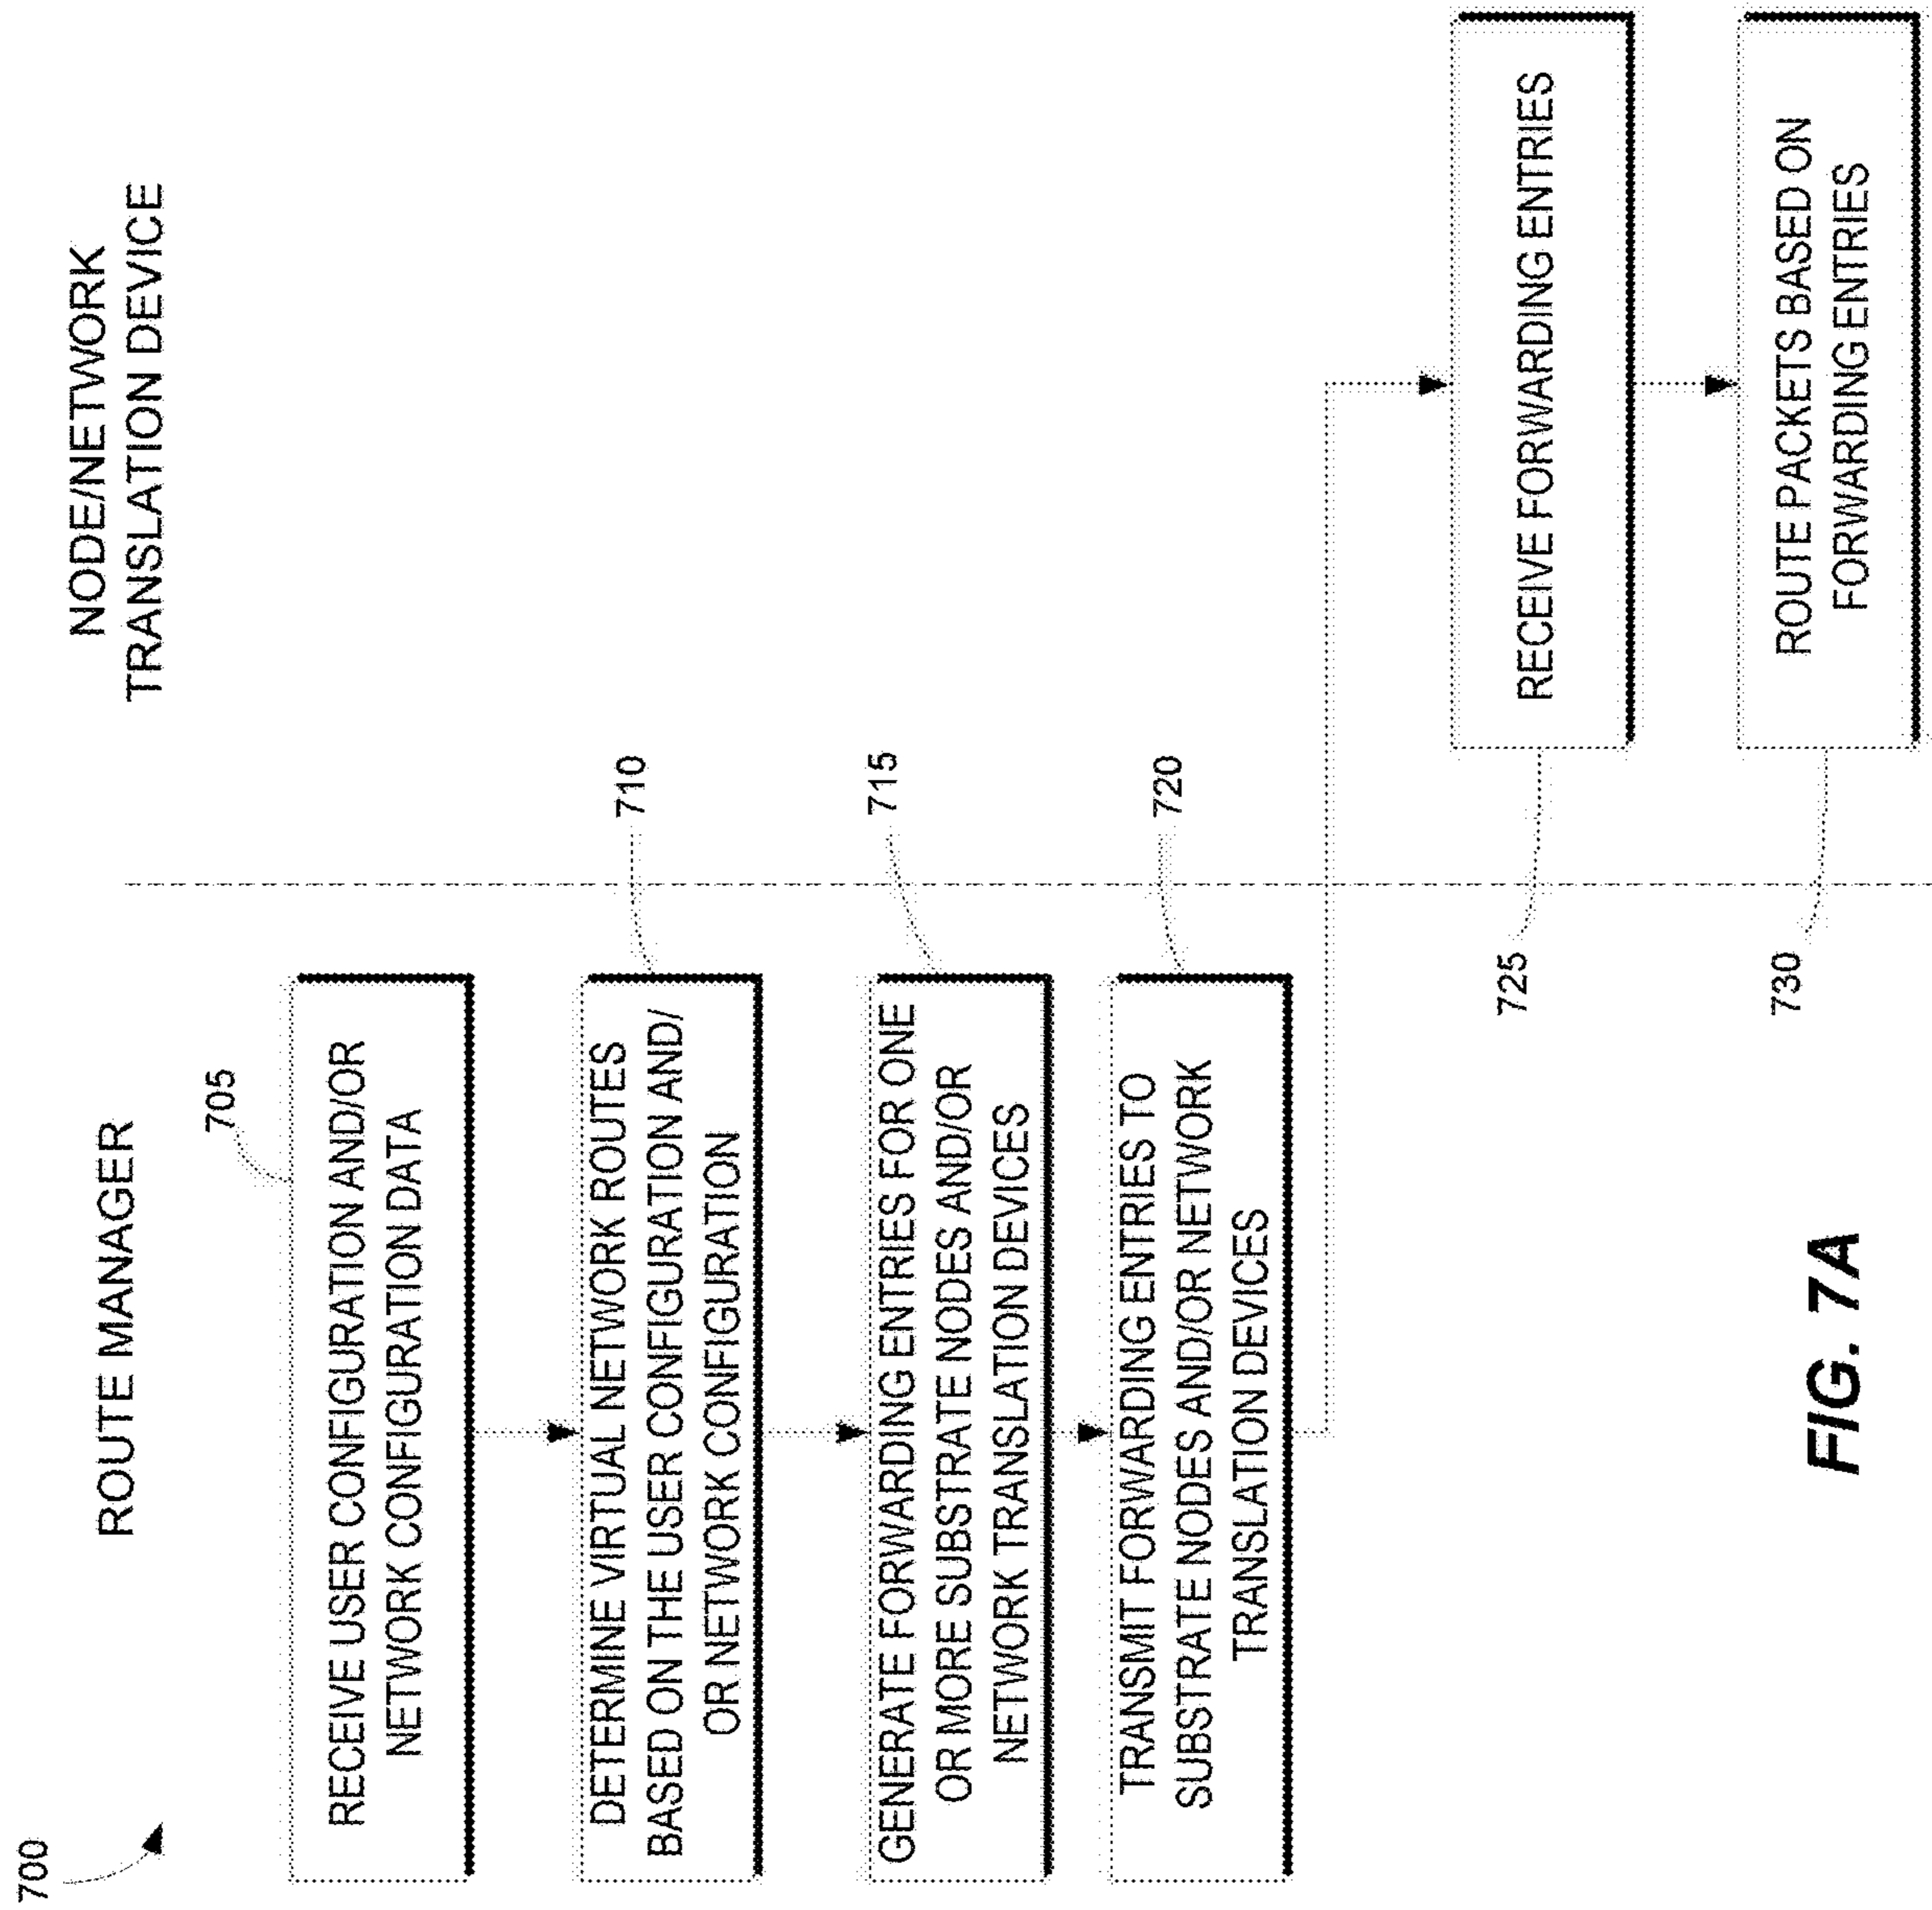 700
ROUTE MANAGER
NODE/NETWORK
TRANSLATION DEVICE
705
RECEIVE USER CONFIGURATION AND/OR
NETWORK CONFIGURATION DATA
710
DETERMINE VIRTUAL NETWORK ROUTES
BASED ON THE USER CONFIGURATION AND/
OR NETWORK CONFIGURATION
715
GENERATE FORWARDING ENTRIES FOR ONE
OR MORE SUBSTRATE NODES AND/OR
NETWORK TRANSLATION DEVICES
720
TRANSMIT FORWARDING ENTRIES TO
SUBSTRATE NODES AND/OR NETWORK
TRANSLATION DEVICES
725
RECEIVE FORWARDING ENTRIES
730
ROUTE PACKETS BASED ON
FORWARDING ENTRIES
FIG. 7A